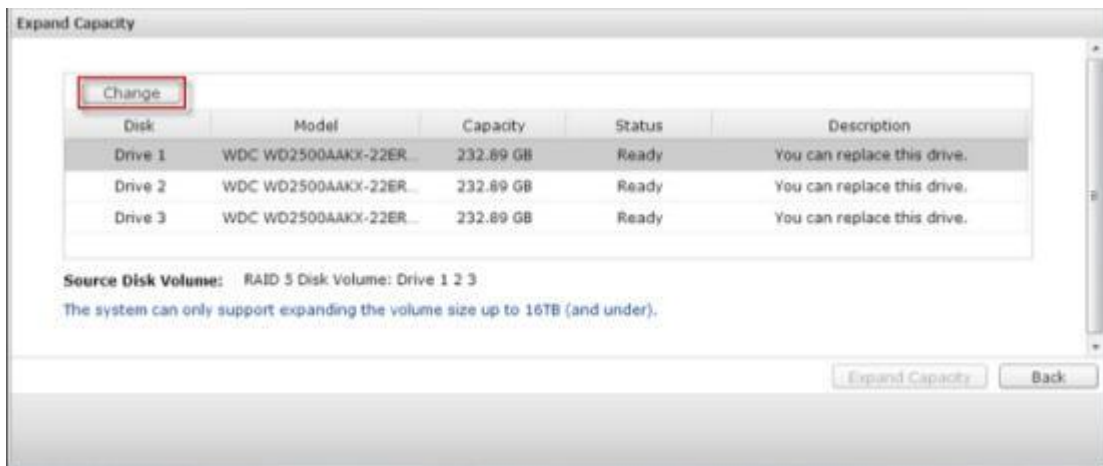 Expand Capacity
Change
Disk Model Capacity Status Description
Drive 1 WDC WD2500AAKX-22ER... 232.89 GB Ready You can replace this drive.
Drive 2 WDC WD2500AAKX-22ER... 232.89 GB Ready You can replace this drive.
Drive 3 WDC WD2500AAKX-22ER... 232.89 GB Ready You can replace this drive.
Source Disk Volume: RAID 5 Disk Volume: Drive 1 2 3
The system can only support expanding the volume size up to 16TB (and under).
Expand Capacity Back